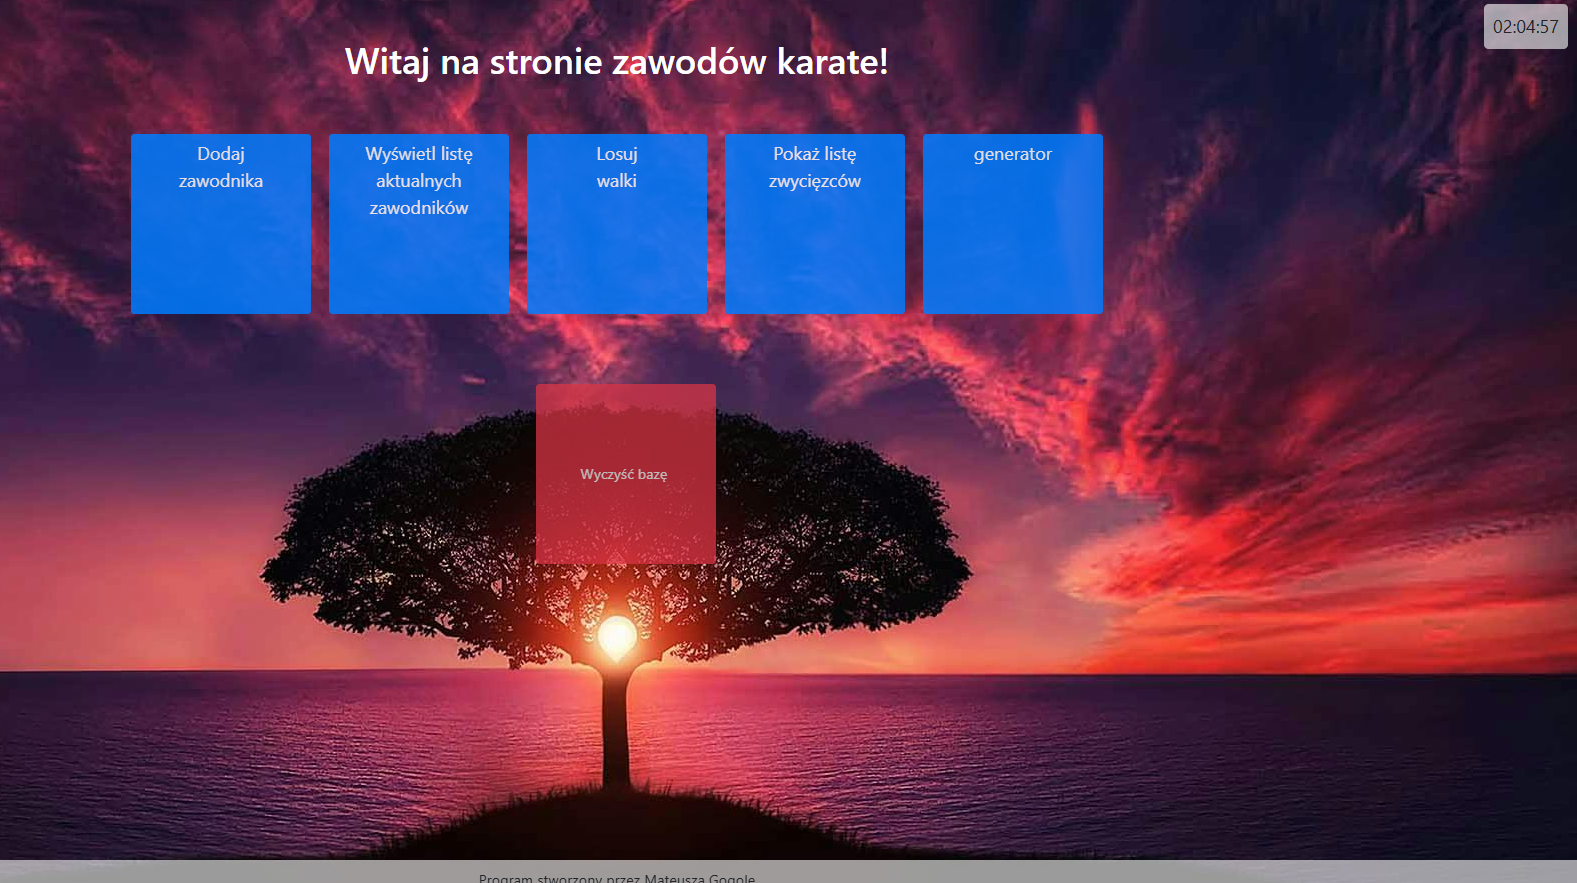 02:04:57
Witaj na stronie zawodów karate!
Dodaj
zawodnika
Wyświetl listę
aktualnych
zawodników
Losuj
walki
Pokaż listę
zwycięzców
generator
Wyczyść bazę
Program stworzony przez Mateusza Gogole